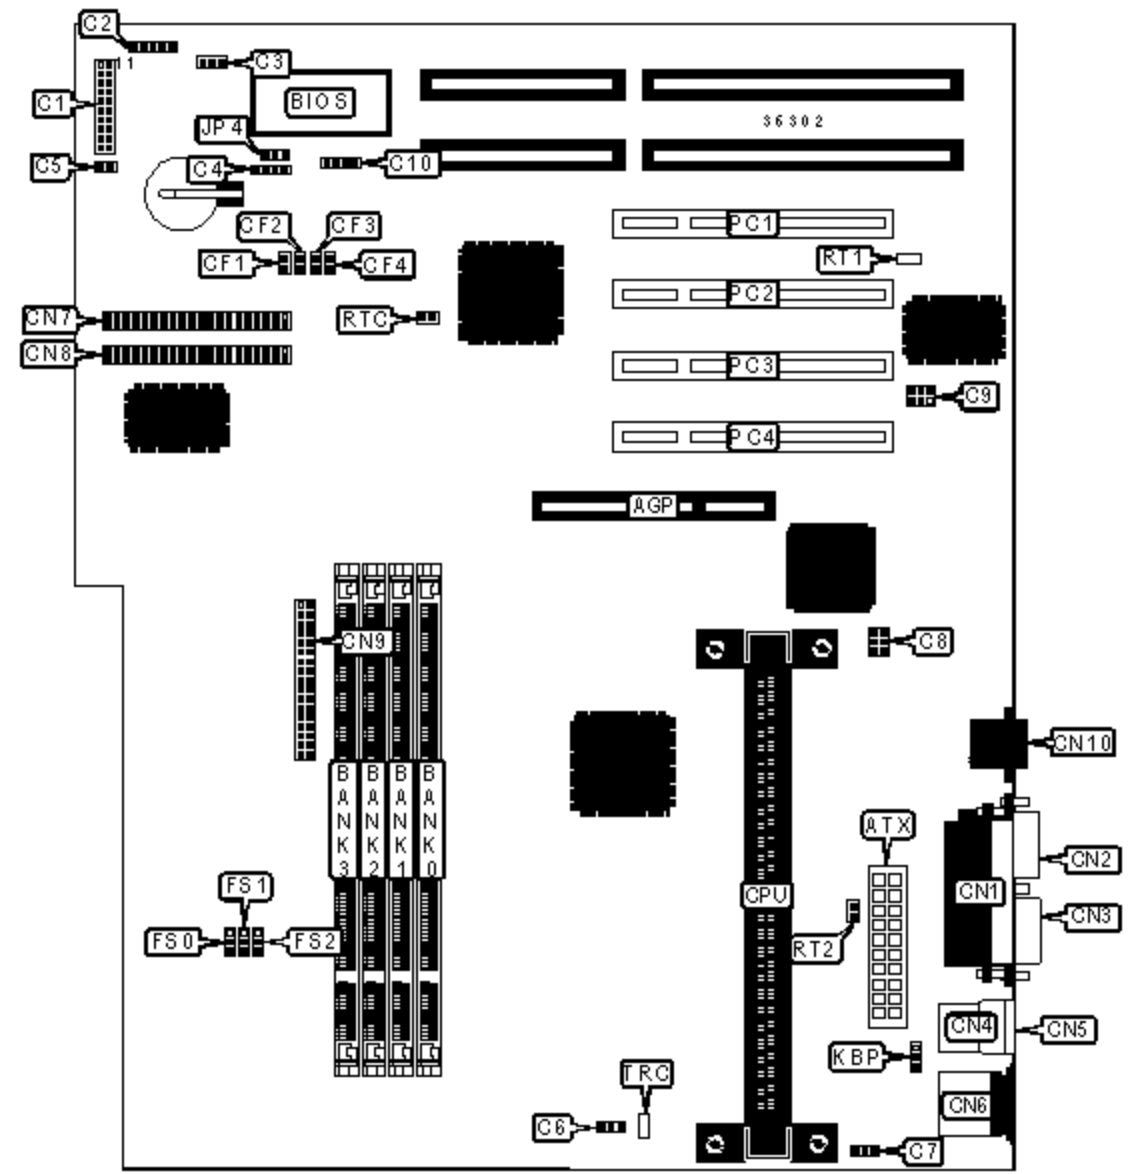 C2
11
C3
C1
BIOS
36302
JP4
C5
C4
C10
CF2
CF3
PC1
CF1
CF4
RT1
PC2
CN7
RTC
CN8
PC3
C9
PC4
AGP
CN9
C8
CN10
BANK3
BANK2
BANK1
BANK0
ATX
CN2
FS1
CPU
CN1
CN3
FS0
FS2
RT2
CN4
CN5
KBP
TRC
CN6
C6
C7